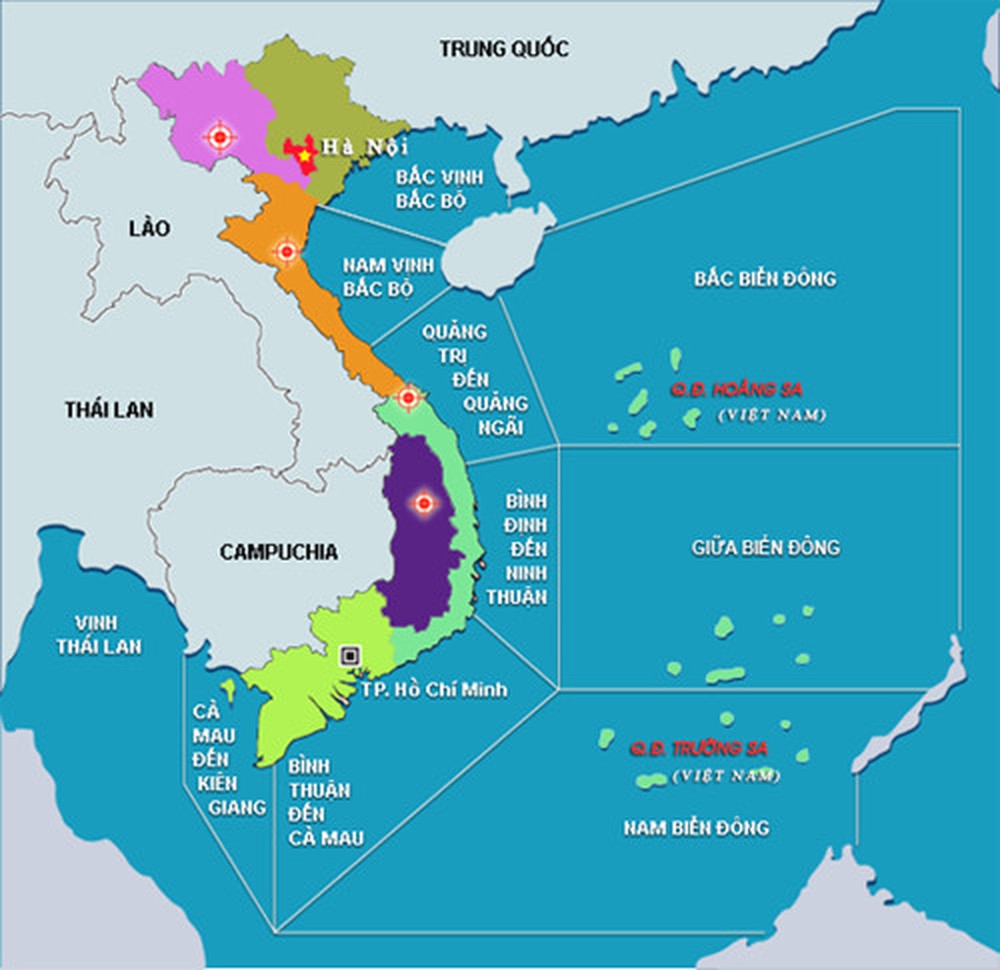 TRUNG QUỐC
Hà Nội
BẮC VỊNH
BẮC BỘ
LÀO
NAM VỊNH
BẮC BỘ
BẮC BIỂN ĐÔNG
QUẢNG
TRỊ
ĐẾN
QUẢNG
NGÃI
Q.Đ. HOÀNG SA
(VIỆT NAM)
THÁI LAN
BÌNH
ĐỊNH
ĐẾN
NINH
THUẬN
CAMPUCHIA
GIỮA BIỂN ĐÔNG
VỊNH
THÁI LAN
TP. Hồ Chí Minh
CÀ
MAU
ĐẾN
KIÊN
GIANG
BÌNH
THUẬN
ĐẾN
CÀ MAU
Q.Đ. TRƯỜNG SA
(VIỆT NAM)
NAM BIỂN ĐÔNG